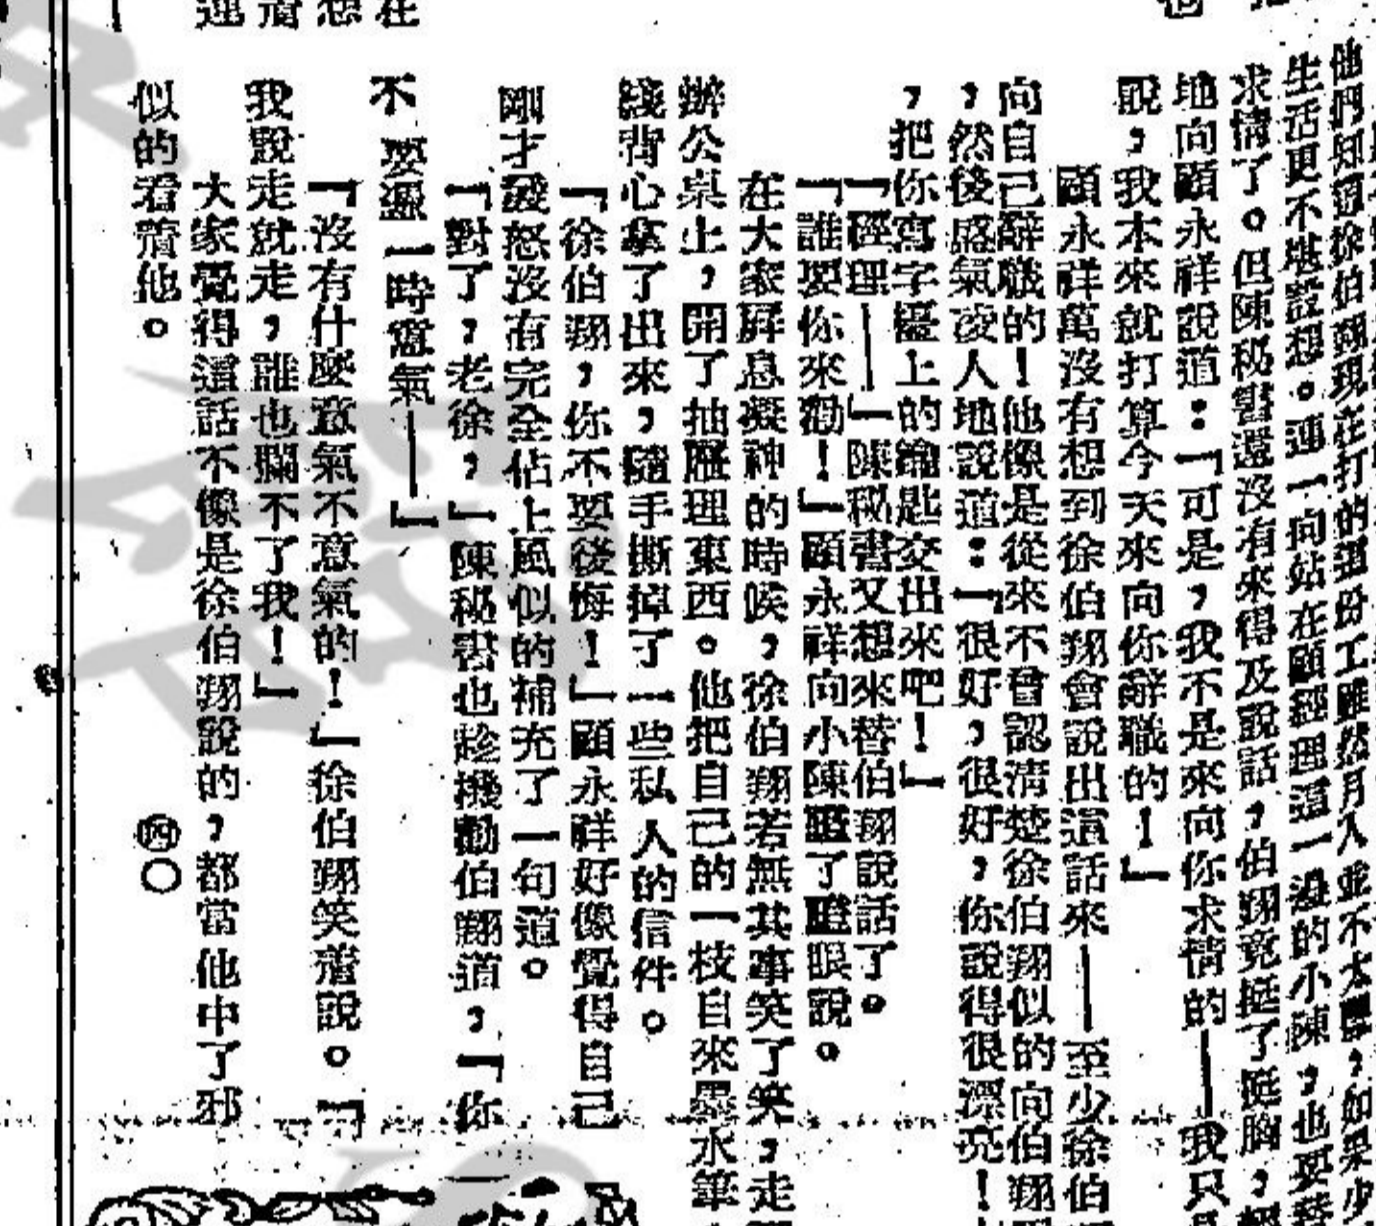 他們知道徐伯翔現在打的這份工雖然月入並不太豐,如果少
生活更不堪設想。連一向站在顧經理這一邊的小陳,也要替
求情了。但陳秘書還沒有來得及說話,伯翔竟挺了挺胸,
地向顧永祥說道:「可是,我不是來向你求情的——我只
說,我本來就打算今天來向你辭職的!」
顧永祥萬沒有想到徐伯翔會說出這話來——至少徐伯
向自己辭職的!他像是從來不曾認清楚徐伯翔似的向伯翔
,然後盛氣凌人地說道:「很好,很好,你說得很漂亮!
,把你寫字檯上的鑰匙交出來吧!」
「經理——」陳秘書又想來替伯翔說話了。
「誰要你來勸!」顧永祥向小陳瞪了瞪眼說。
在大家屏息凝神的時候,徐伯翔若無其事笑了笑,走
辦公桌上,開了抽屜理東西。他把自己的一枝自來墨水筆
綫背心拿了出來,隨手撕掉了一些私人的信件。
「徐伯翔,你不要後悔!」顧永祥好像覺得自己
剛才發怒沒有完全佔上風似的補充了一句道。
「對了,老徐,」陳秘書也趁機勸伯翔道,「你
不要逞一時意氣——」
「沒有什麼意氣不意氣的!」徐伯翔笑着說。「
我說走就走,誰也攔不了我!」
大家覺得這話不像是徐伯翔說的,都當他中了邪
似的看着他。
四〇